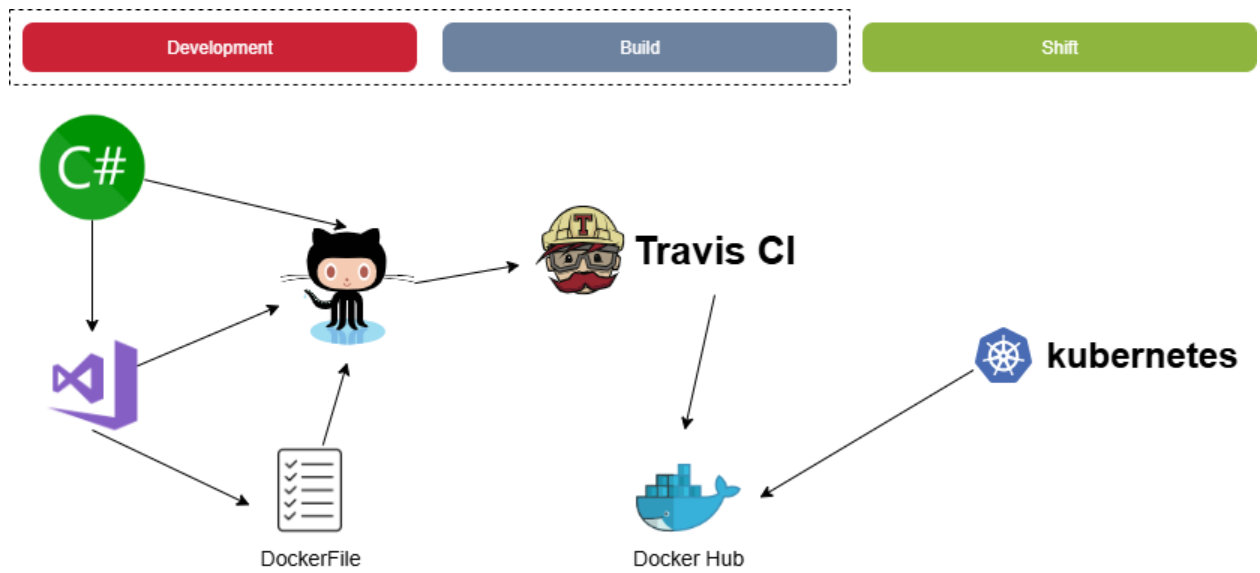 Development
Build
Shift
C#
T
Travis CI
kubernetes
DockerFile
Docker Hub